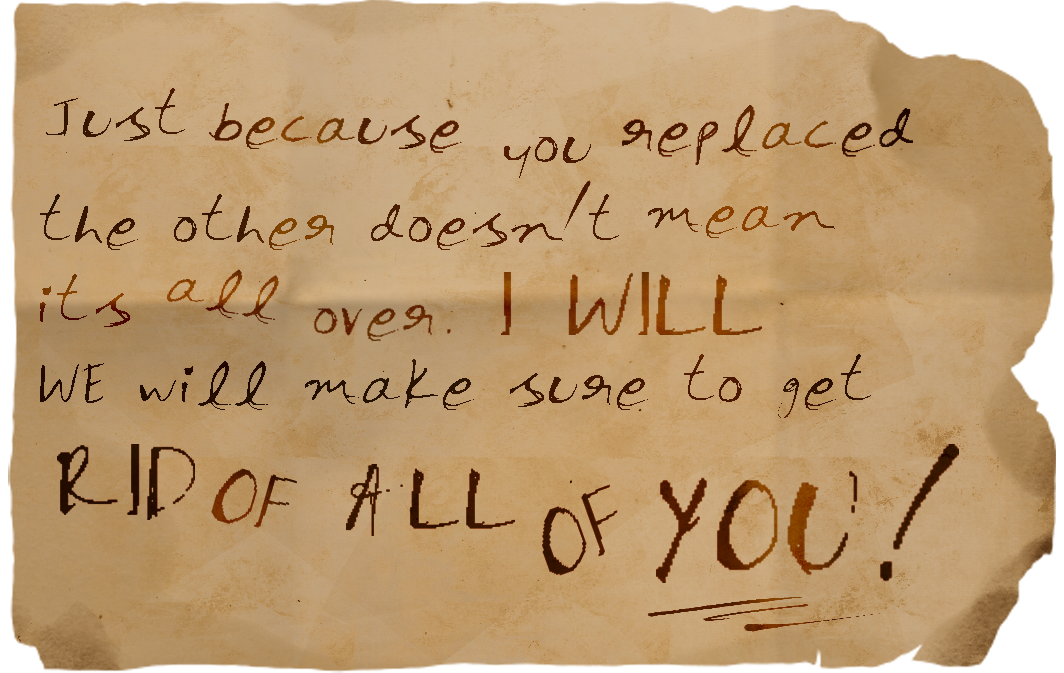 Just because you replaced
the other doesn't mean
its all over. I WILL
WE will make sure to get
RID OF ALL OF YOU!